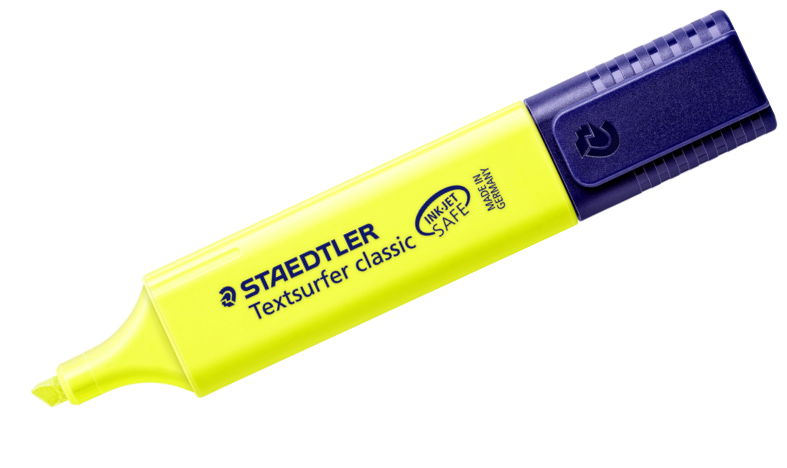 STAEDTLER
Textsurfer classic
INK-JET
SAFE
MADE IN
GERMANY